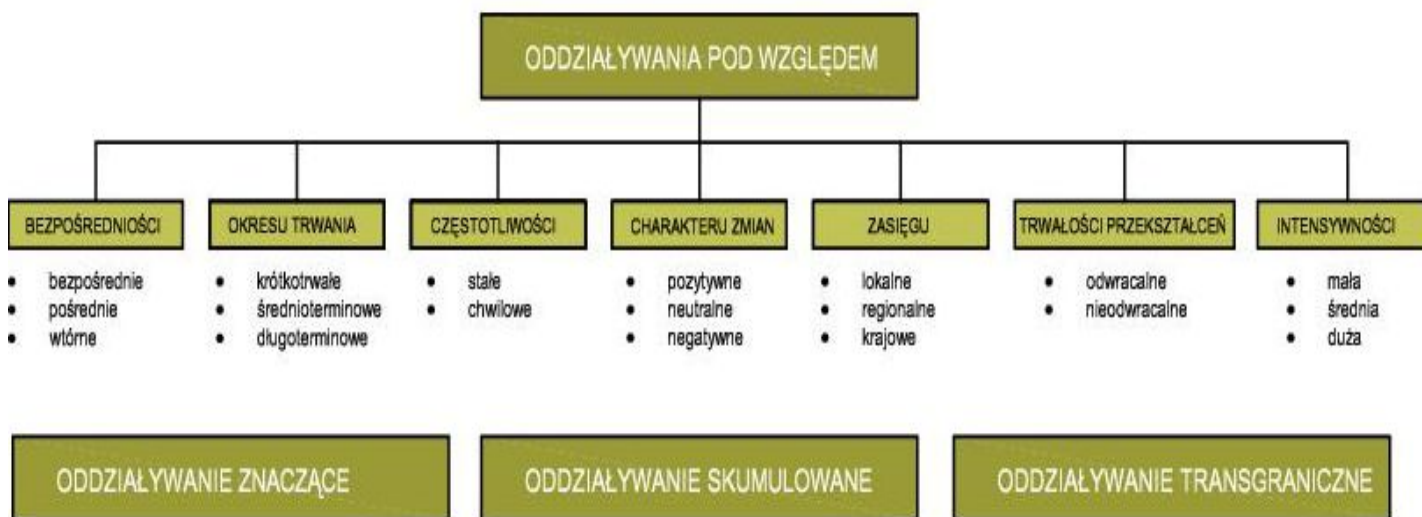 ODDZIAŁYWANIA POD WZGLĘDEM
BEZPOŚREDNIOŚCI
• bezpośrednie
• pośrednie
• wtórne
OKRESU TRWANIA
• krótkotrwałe
• średnioterminowe
• długoterminowe
CZĘSTOTLIWOŚCI
• stałe
• chwilowe
CHARAKTERU ZMIAN
• pozytywne
• neutralne
• negatywne
ZASIĘGU
• lokalne
• regionalne
• krajowe
TRWAŁOŚCI PRZEKSZTAŁCEŃ
• odwracalne
• nieodwracalne
INTENSYWNOŚCI
• mała
• średnia
• duża
ODDZIAŁYWANIE ZNACZĄCE
ODDZIAŁYWANIE SKUMULOWANE
ODDZIAŁYWANIE TRANSGRANICZNE